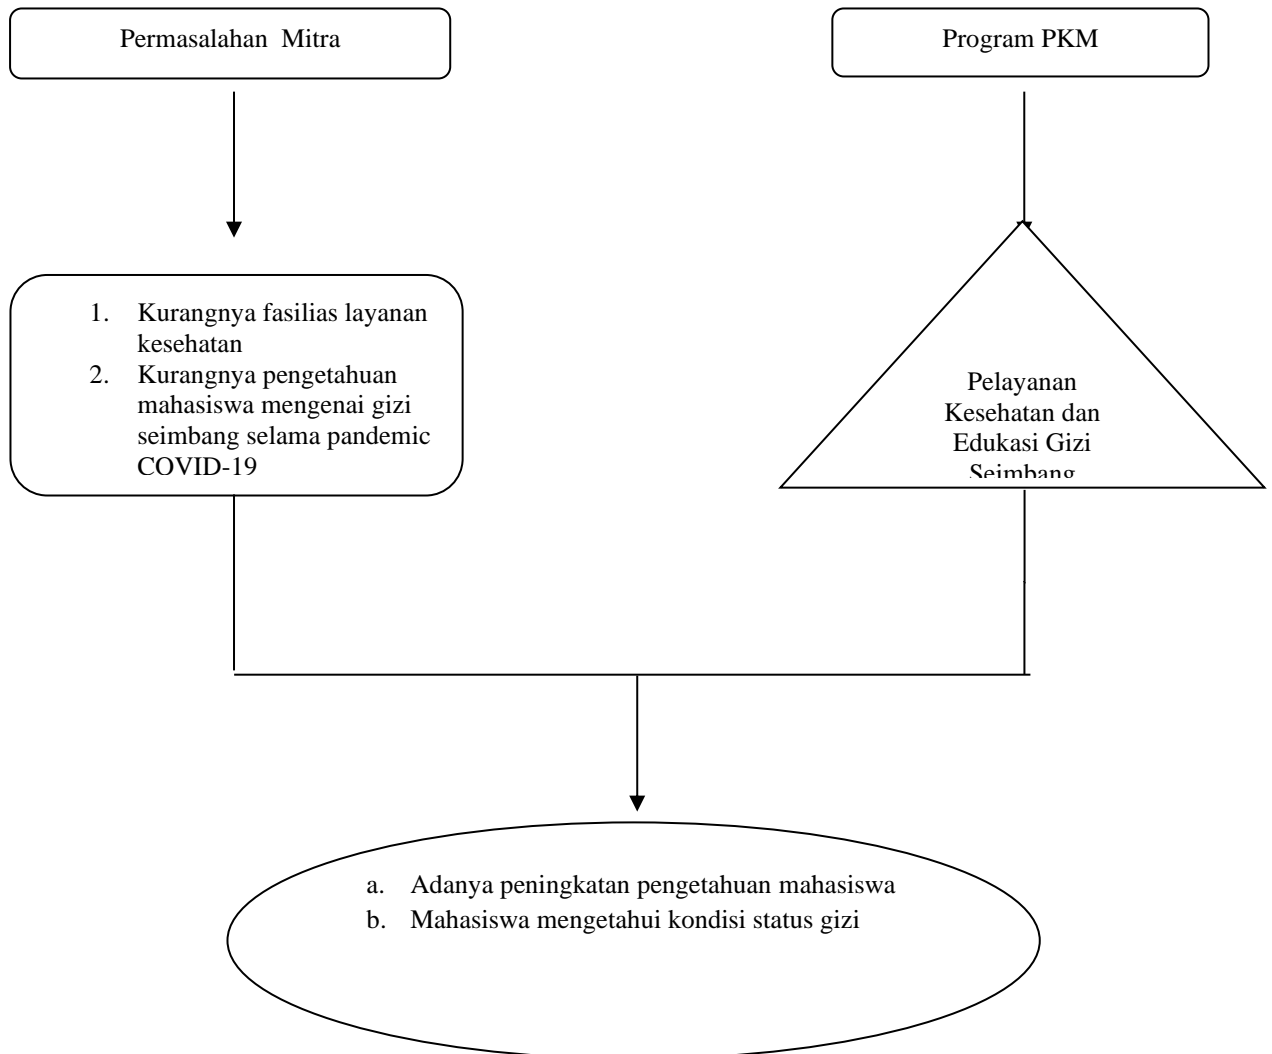 Permasalahan Mitra
Program PKM
1. Kurangnya fasilias layanan
kesehatan
2. Kurangnya pengetahuan
mahasiswa mengenai gizi
seimbang selama pandemic
COVID-19
Pelayanan
Kesehatan dan
Edukasi Gizi
Seimbang
a. Adanya peningkatan pengetahuan mahasiswa
b. Mahasiswa mengetahui kondisi status gizi